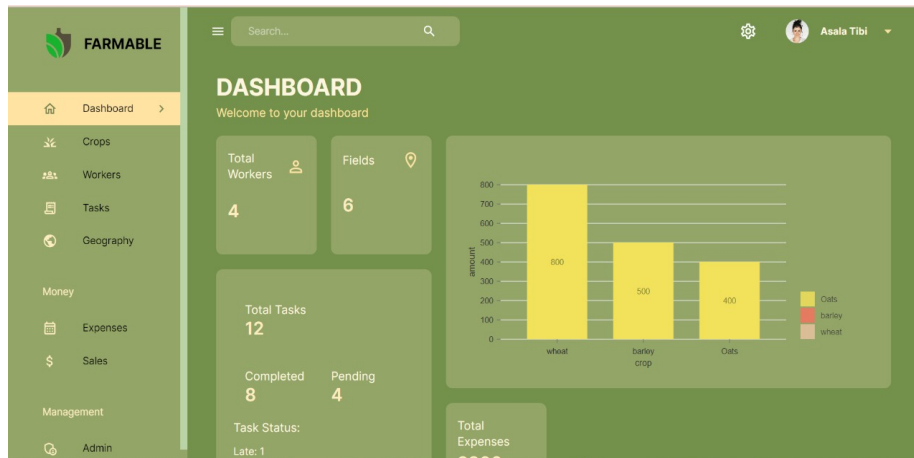 FARMABLE
Search...
Asala Tibi
Dashboard
Crops
Workers
Tasks
Geography
Money
Expenses
Sales
Management
Admin
DASHBOARD
Welcome to your dashboard
Total
Workers
4
Fields
6
Total Tasks
12
Completed
8
Pending
4
Task Status:
Late: 1
800
700
600
500
400
300
200
100
0
amount
800
500
400
wheat
barley
Oats
crop
Oats
barley
wheat
Total
Expenses